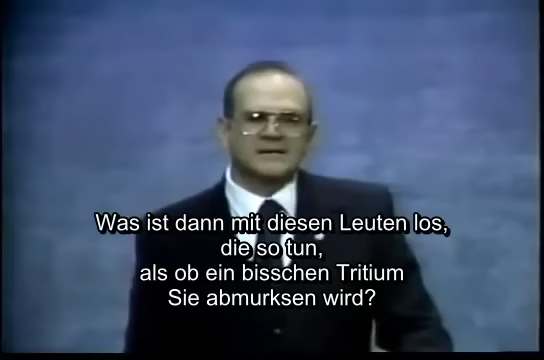 Was ist dann mit diesen Leuten los,
die so tun,
als ob ein bisschen Tritium
Sie abmurksen wird?